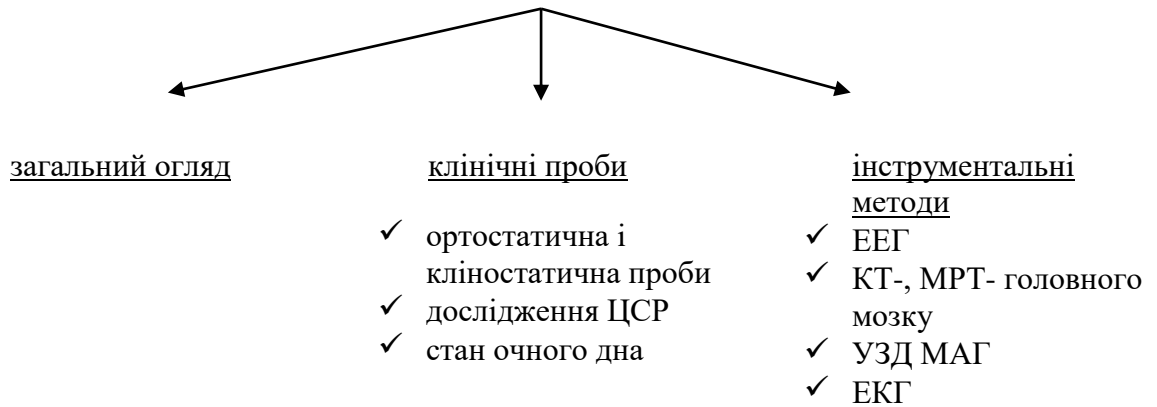 загальний огляд
клінічні проби
✓ ортостатична і
кліностатична проби
✓ дослідження ЦСР
✓ стан очного дна
інструментальні
методи
✓ ЕЕГ
✓ КТ-, МРТ- головного
мозку
✓ УЗД МАГ
✓ ЕКГ